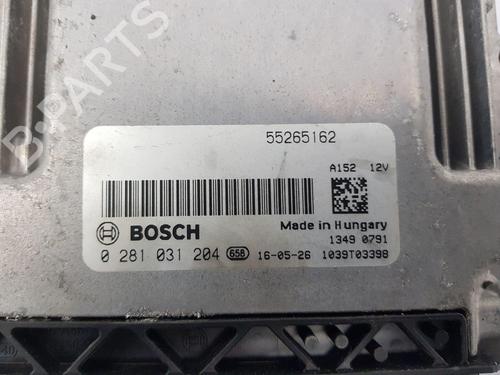 B-PARTS
55265162
A152 12V
BOSCH
Made in Hungary
1349 0791
0 281 031 204 658 16-05-26 1039T03398